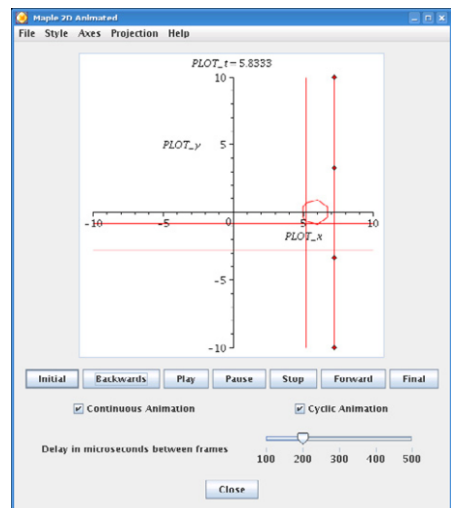 Maple 2D Animated
File Style Axes Projection Help
PLOT_t = 5.8333
10
PLOT_y 5
-10 -5 0 5 10
PLOT_x
-5
-10
Initial Backwards Play Pause Stop Forward Final
Continuous Animation Cyclic Animation
Delay in microseconds between frames
100 200 300 400 500
Close